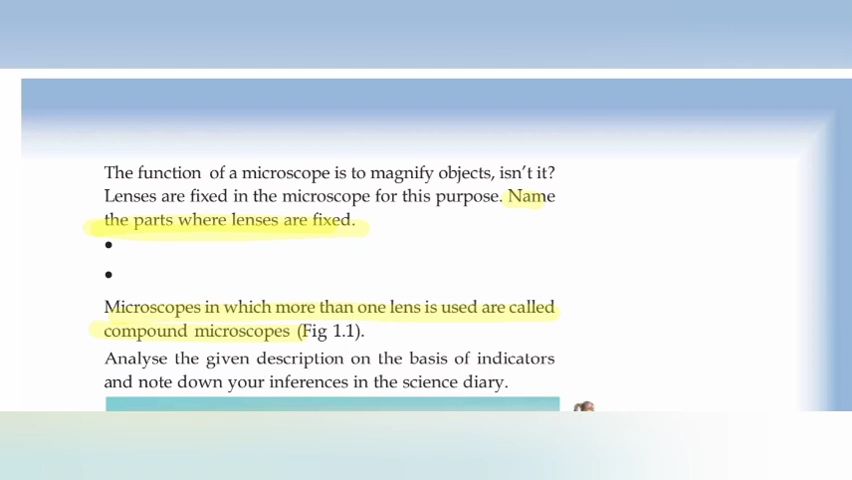 The function of a microscope is to magnify objects, isn't it?
Lenses are fixed in the microscope for this purpose. Name
the parts where lenses are fixed.
•
•
Microscopes in which more than one lens is used are called
compound microscopes (Fig 1.1).
Analyse the given description on the basis of indicators
and note down your inferences in the science diary.